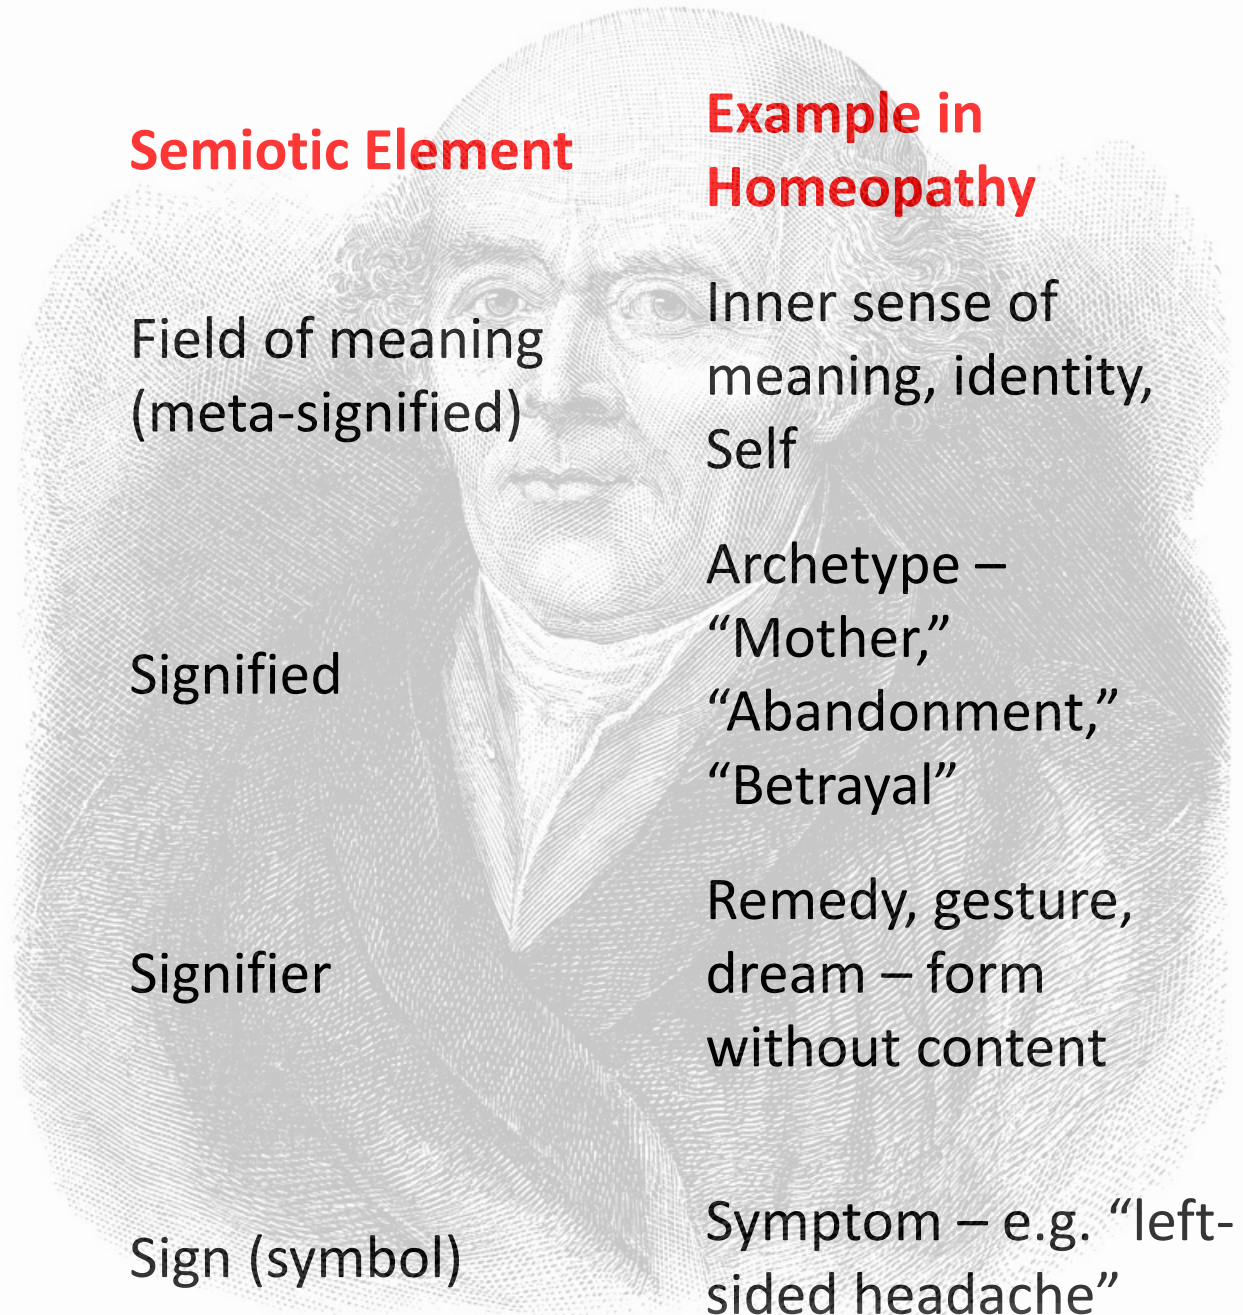 Semiotic Element
Example in
Homeopathy
Field of meaning
(meta-signified)
Inner sense of
meaning, identity,
Self
Signified
Archetype –
“Mother,”
“Abandonment,”
“Betrayal”
Signifier
Remedy, gesture,
dream – form
without content
Sign (symbol)
Symptom – e.g. “left-
sided headache”